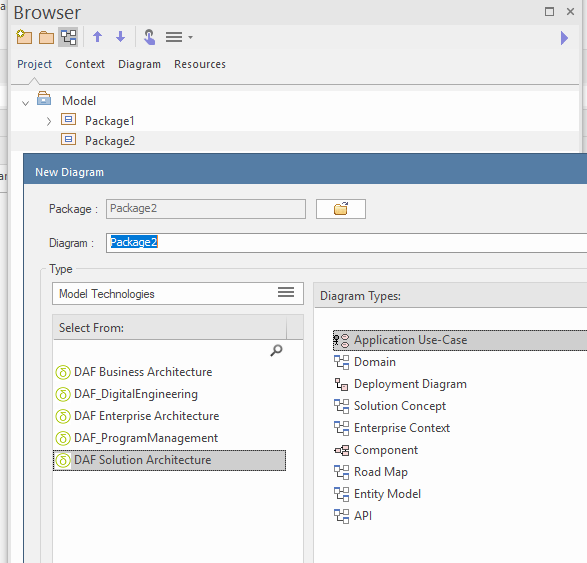 Browser
Project Context Diagram Resources
Model
Package1
Package2
New Diagram
Package : Package2
Diagram : Package2
Type
Model Technologies
Diagram Types:
Select From:
Application Use-Case
Domain
DAF Business Architecture
Deployment Diagram
DAF_DigitalEngineering
Solution Concept
DAF Enterprise Architecture
Enterprise Context
DAF_ProgramManagement
Component
DAF Solution Architecture
Road Map
Entity Model
API